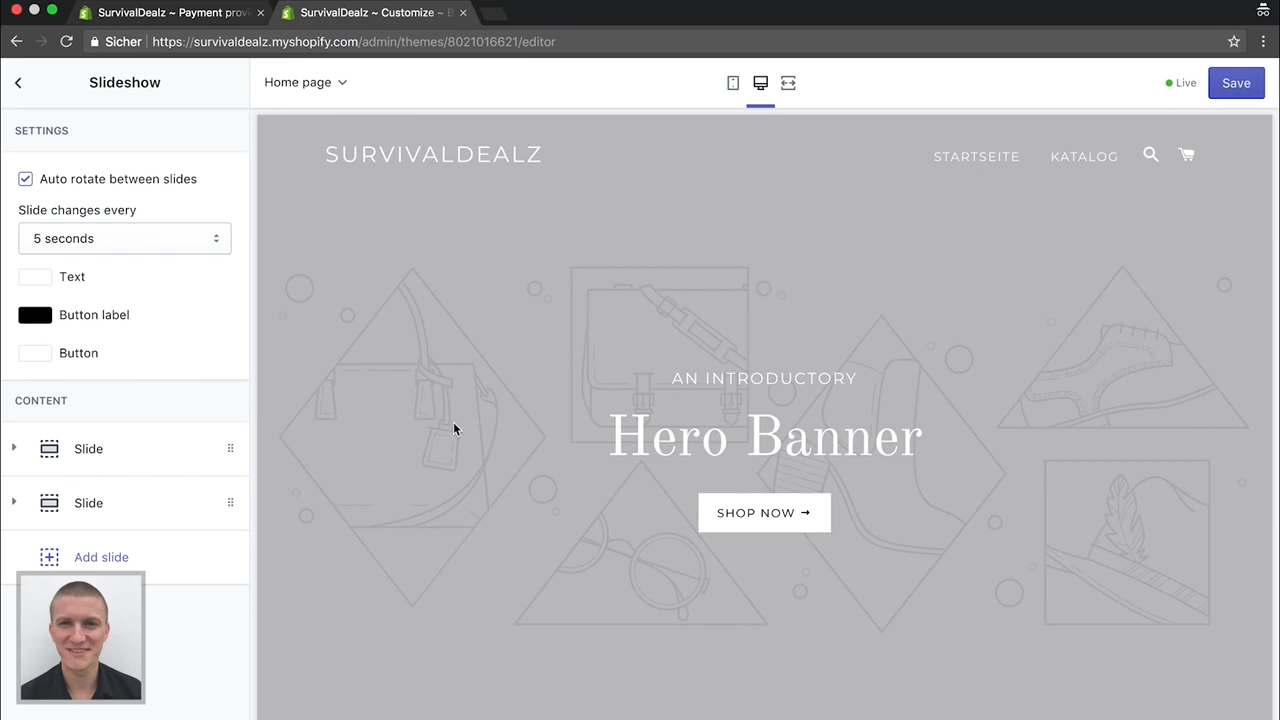 SurvivalDealz ~ Payment provi
SurvivalDealz ~ Customize ~ B
Sicher
https://survivaldealz.myshopify.com/admin/themes/8021016621/editor
Slideshow
Home page
Live
Save
SETTINGS
Auto rotate between slides
Slide changes every
5 seconds
Text
Button label
Button
CONTENT
Slide
Slide
Add slide
SURVIVALDEALZ
STARTSEITE
KATALOG
AN INTRODUCTORY
Hero Banner
SHOP NOW →